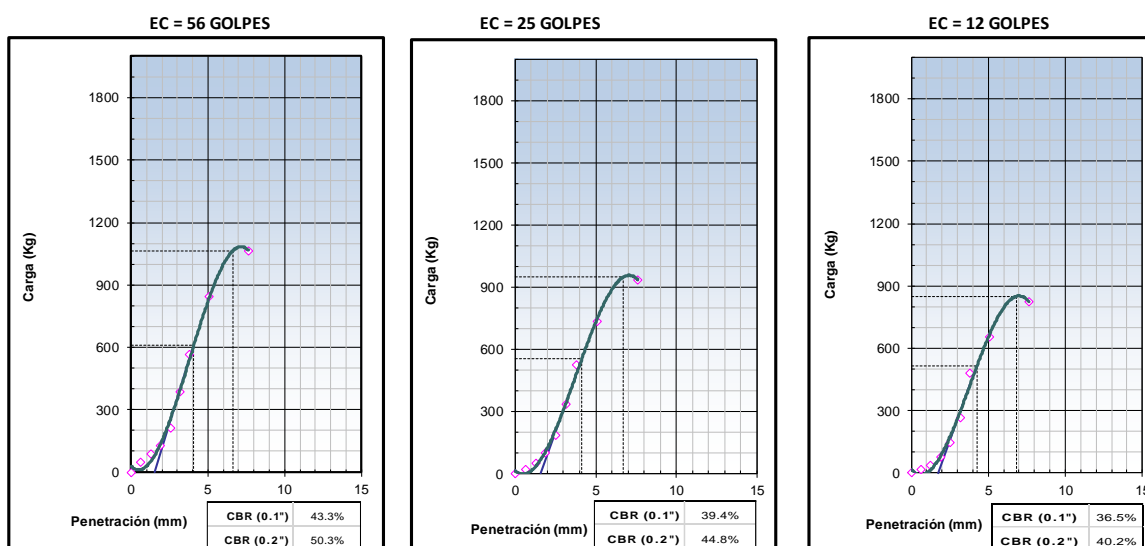 EC = 56 GOLPES
Carga (Kg)
1800
1500
1200
900
600
300
0
0 5 10 15
Penetración (mm)
CBR (0.1") 43.3%
CBR (0.2") 50.3%
EC = 25 GOLPES
Carga (Kg)
1800
1500
1200
900
600
300
0
0 5 10 15
Penetración (mm)
CBR (0.1") 39.4%
CBR (0.2") 44.8%
EC = 12 GOLPES
Carga (Kg)
1800
1500
1200
900
600
300
0
0 5 10 15
Penetración (mm)
CBR (0.1") 36.5%
CBR (0.2") 40.2%